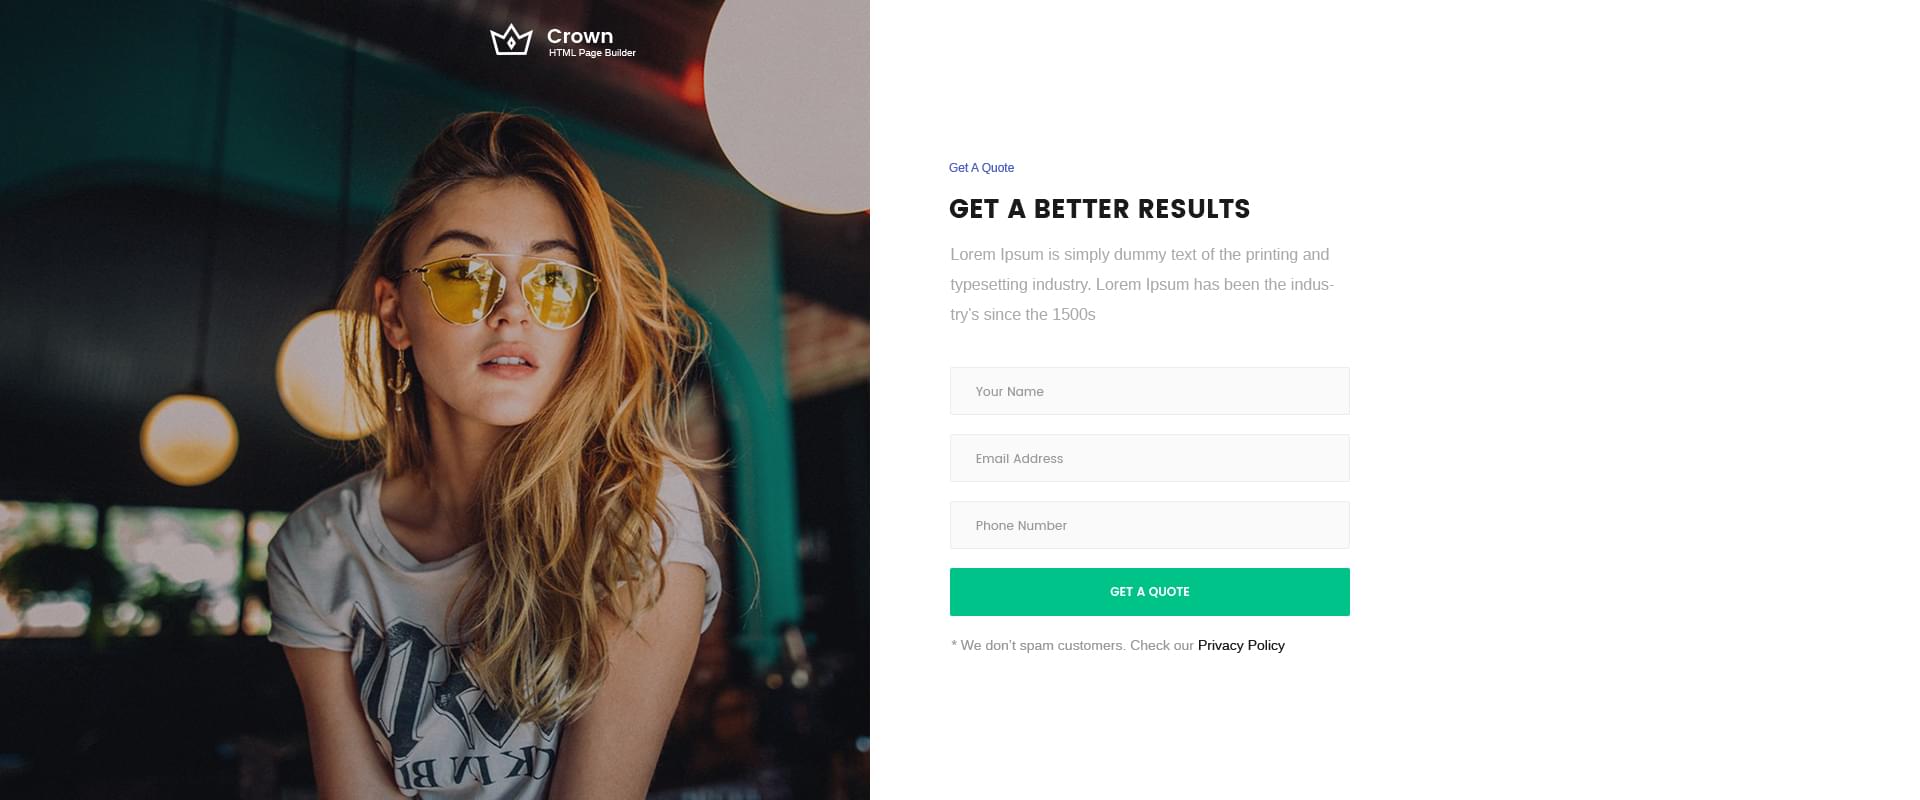 Crown
HTML Page Builder
Get A Quote
GET A BETTER RESULTS
Lorem Ipsum is simply dummy text of the printing and
typesetting industry. Lorem Ipsum has been the indus-
try's since the 1500s
Your Name
Email Address
Phone Number
GET A QUOTE
* We don't spam customers. Check our Privacy Policy